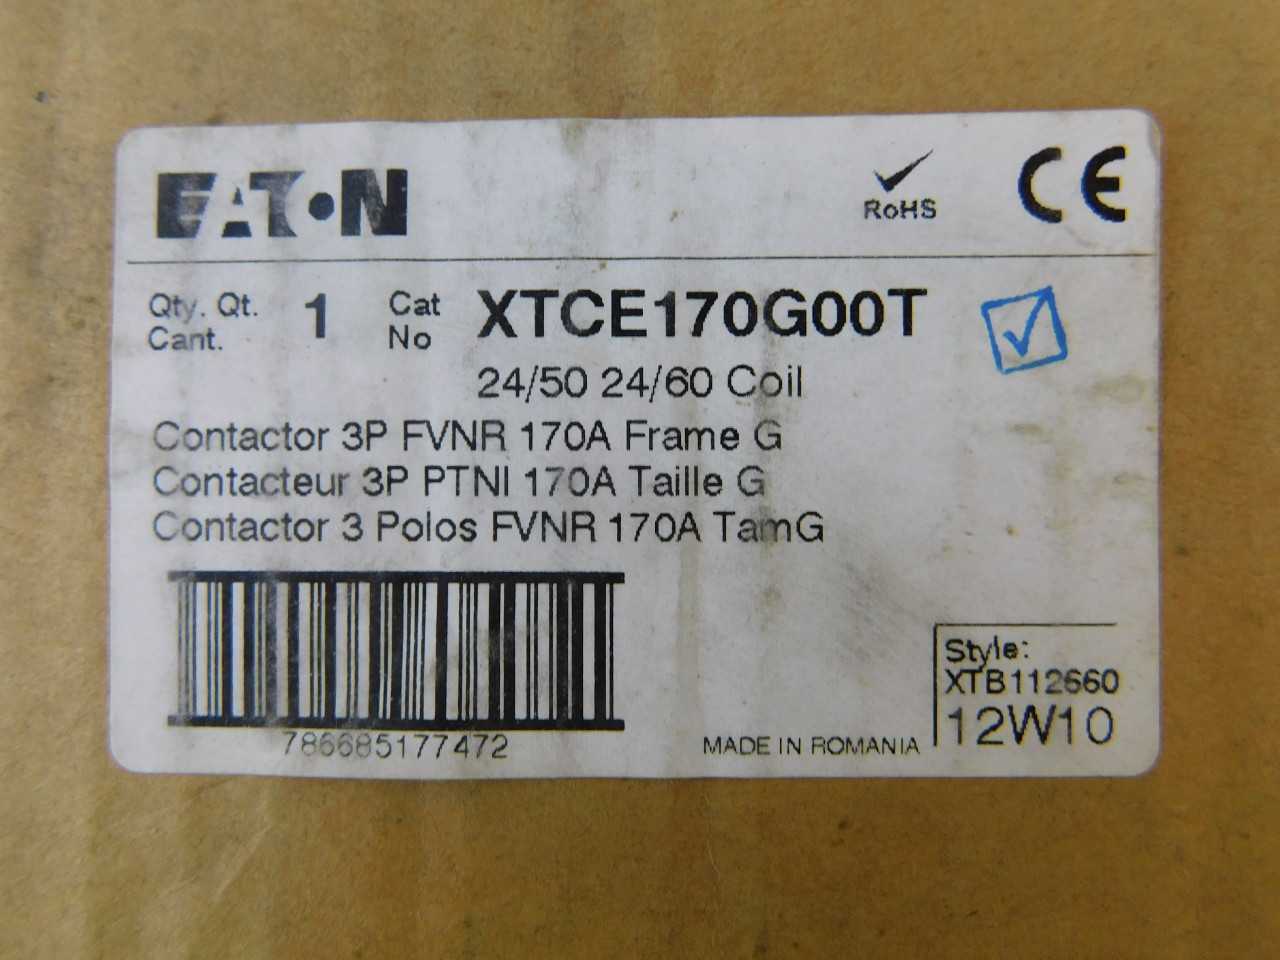 EATON
RoHS
CE
Qty. Qt. 1 Cat XTCE170G00T
Cant. No
24/50 24/60 Coil
Contactor 3P FVNR 170A Frame G
Contacteur 3P PTNI 170A Taille G
Contactor 3 Polos FVNR 170A TamG
786685177472
MADE IN ROMANIA
Style:
XTB112660
12W10